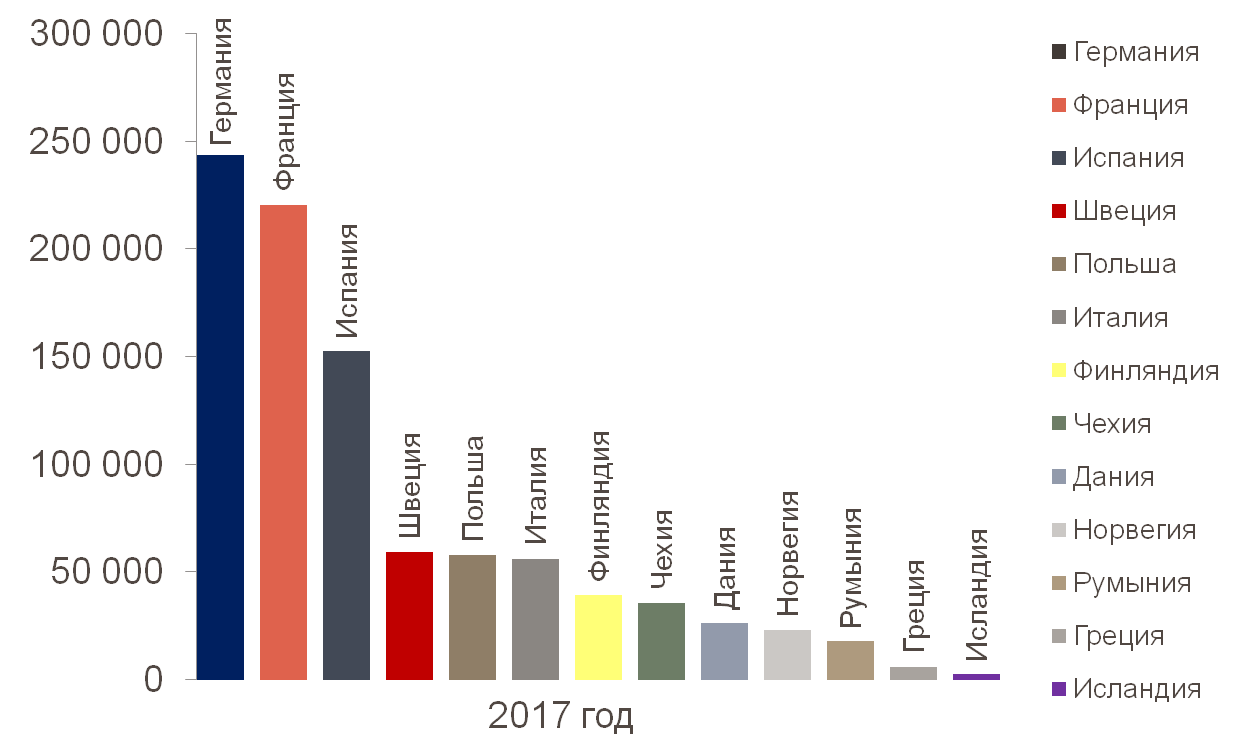 300 000
250 000
200 000
150 000
100 000
50 000
0
Германия
Франция
Испания
Швеция
Польша
Италия
Финляндия
Чехия
Дания
Норвегия
Румыния
Греция
Исландия
2017 год
Германия
Франция
Испания
Швеция
Польша
Италия
Финляндия
Чехия
Дания
Норвегия
Румыния
Греция
Исландия